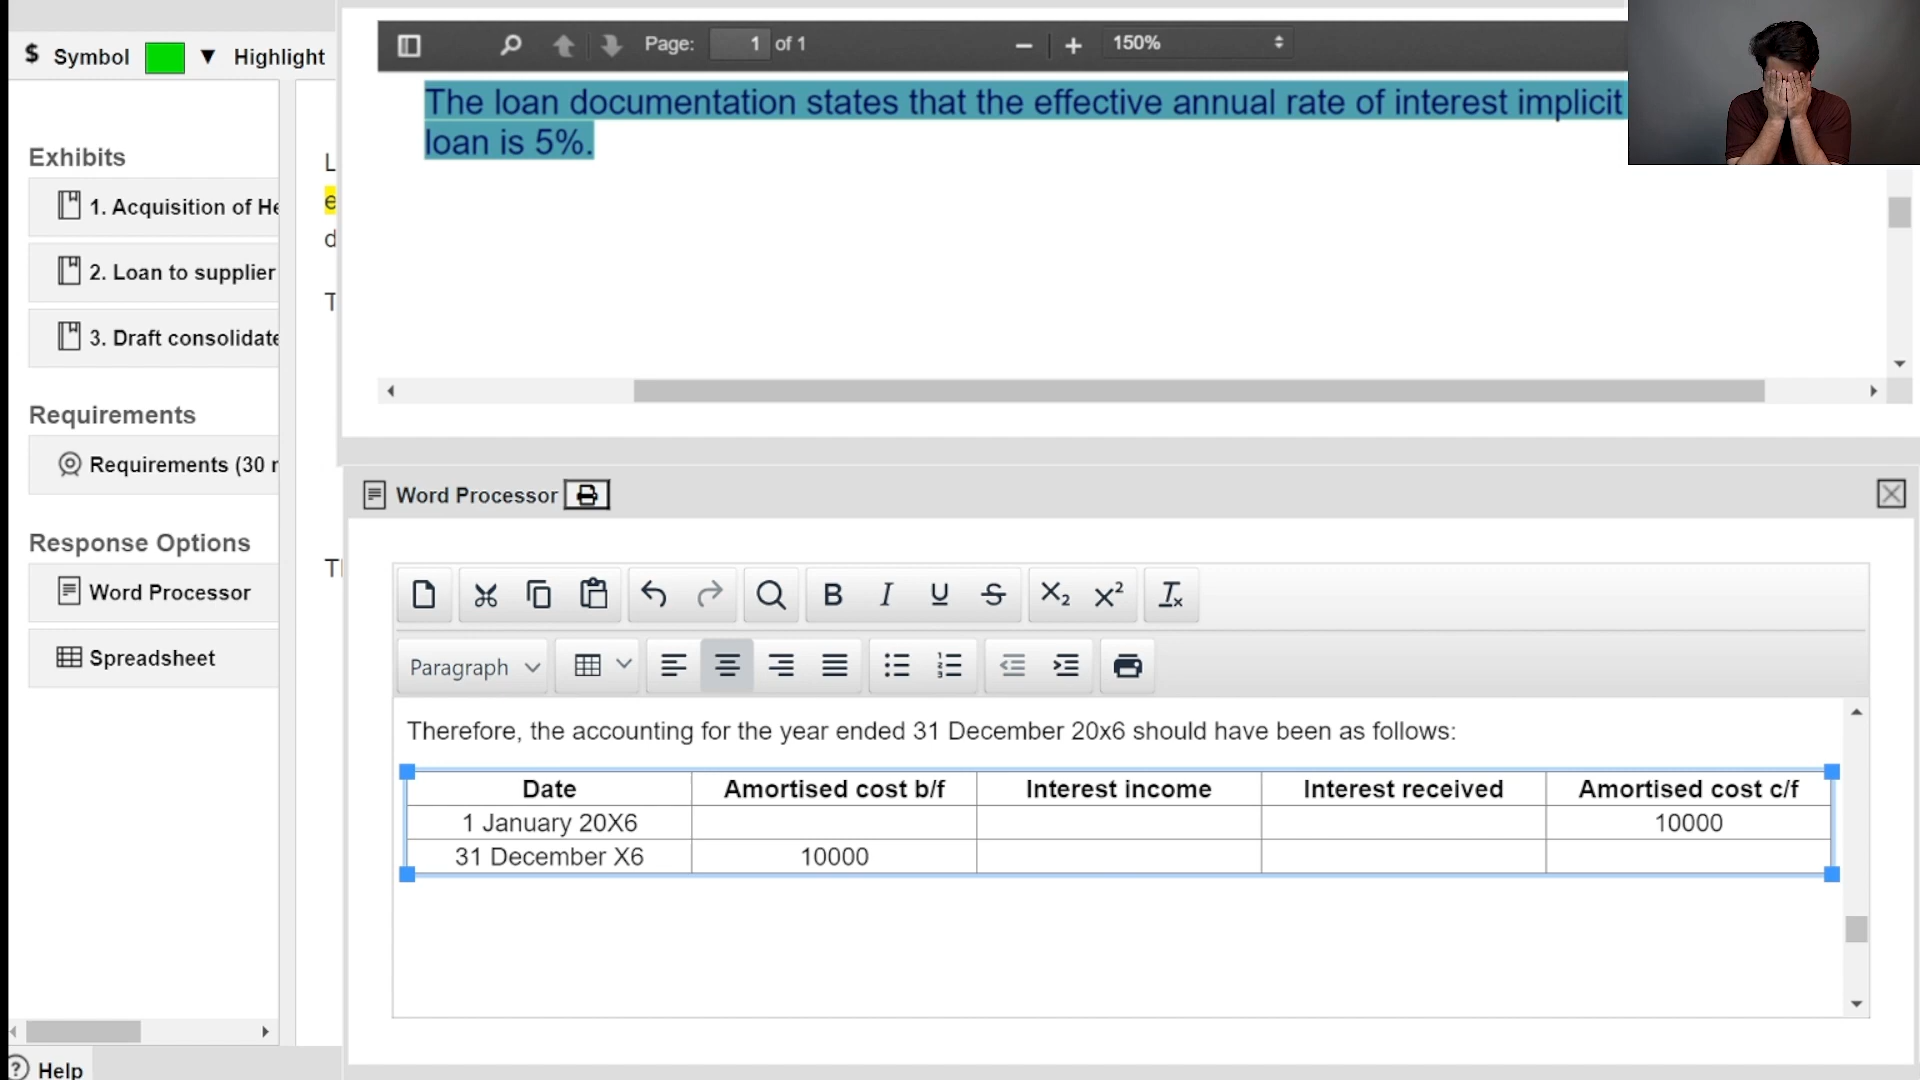 $ Symbol ▼ Highlight
Exhibits
1. Acquisition of He
2. Loan to supplier
3. Draft consolidate
Requirements
Requirements (30 m
Response Options
Word Processor
Spreadsheet
Help
L
e
d
T
Page: 1 of 1
150%
The loan documentation states that the effective annual rate of interest implicit
loan is 5%.
Word Processor
B I U S X₂ X² Tx
Paragraph
Therefore, the accounting for the year ended 31 December 20x6 should have been as follows:
Date Amortised cost b/f Interest income Interest received Amortised cost c/f
1 January 20X6 10000
31 December X6 10000